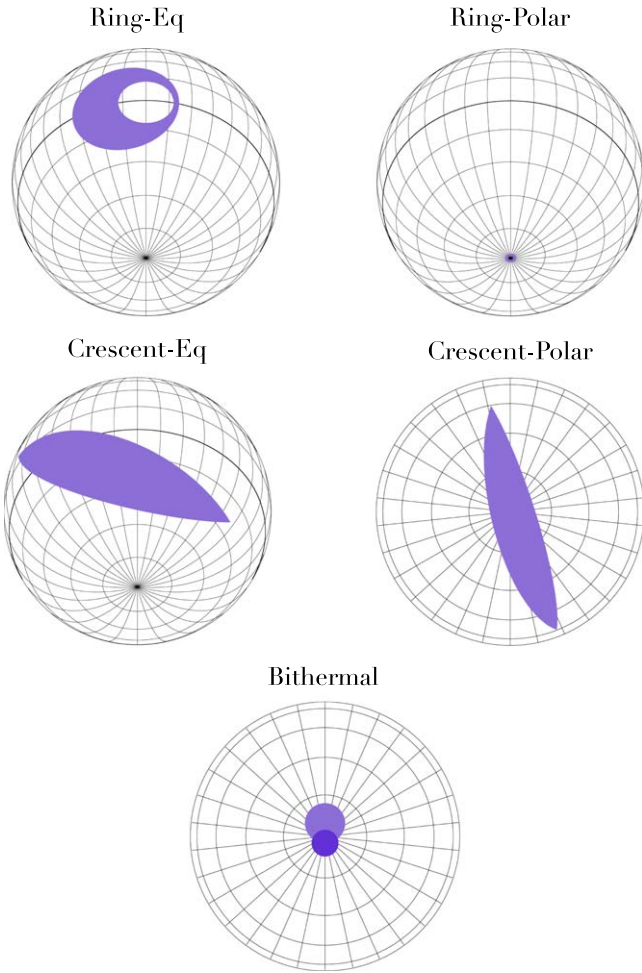 Ring-Eq
Ring-Polar
Crescent-Eq
Crescent-Polar
Bithermal